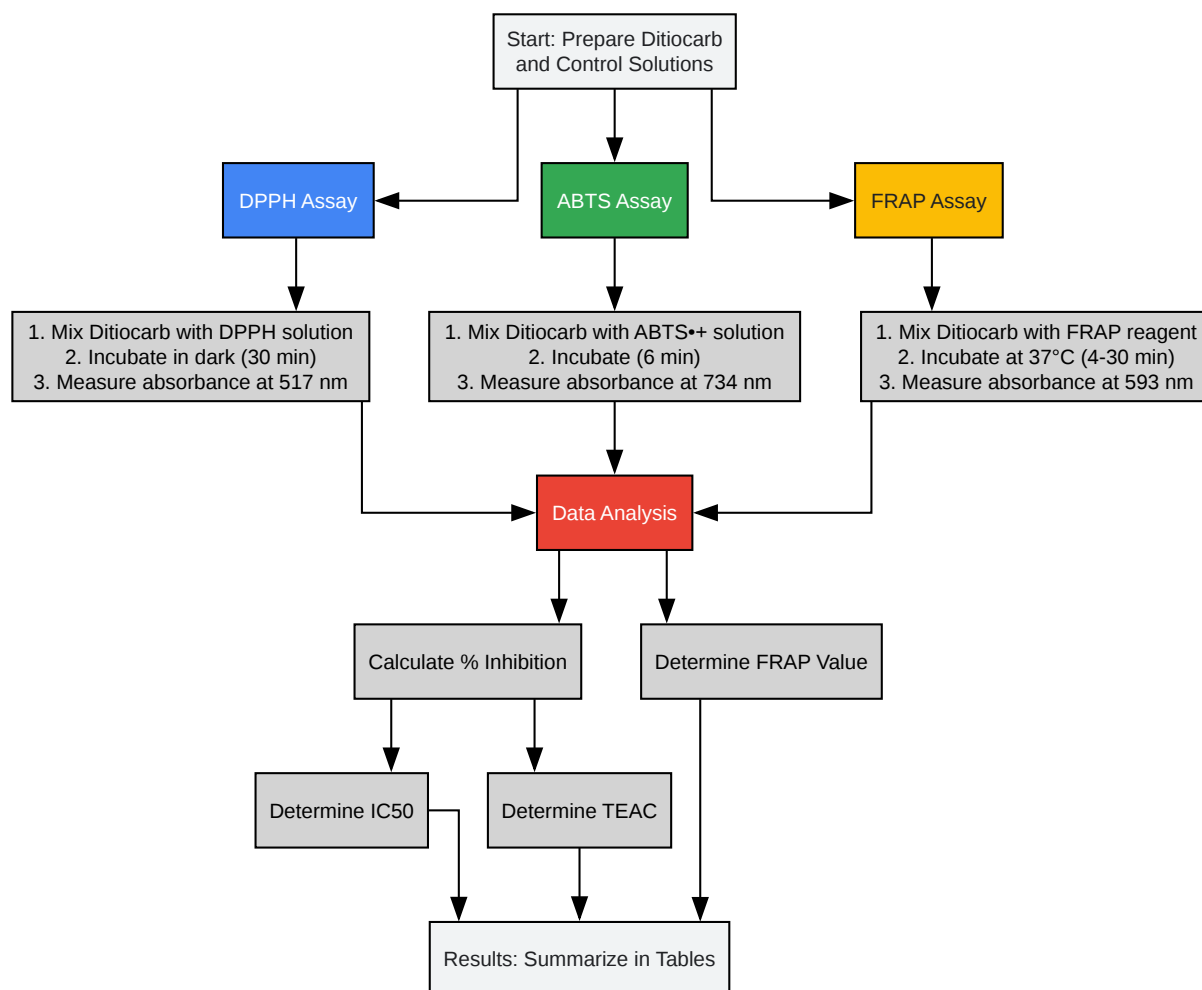 Start: Prepare Ditiocarb
and Control Solutions
DPPH Assay
ABTS Assay
FRAP Assay
1. Mix Ditiocarb with DPPH solution
2. Incubate in dark (30 min)
3. Measure absorbance at 517 nm
1. Mix Ditiocarb with ABTS•+ solution
2. Incubate (6 min)
3. Measure absorbance at 734 nm
1. Mix Ditiocarb with FRAP reagent
2. Incubate at 37°C (4-30 min)
3. Measure absorbance at 593 nm
Data Analysis
Calculate % Inhibition
Determine FRAP Value
Determine IC50
Determine TEAC
Results: Summarize in Tables